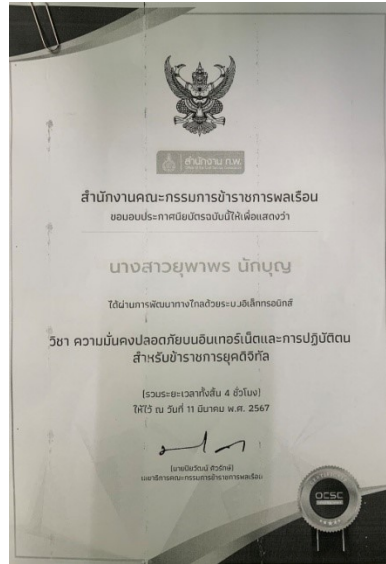 สำนักงาน ก.พ.
สำนักงานคณะกรรมการข้าราชการพลเรือน
ขอมอบประกาศนียบัตรฉบับนี้ให้เพื่อแสดงว่า
นางสาวยุพาพร นักบุญ
ได้ผ่านการพัฒนาทางไกลด้วยระบบอิเล็กทรอนิกส์
วิชา ความมั่นคงปลอดภัยบนอินเทอร์เน็ตและการปฏิบัติตน
สำหรับข้าราชการยุคดิจิทัล
(รวมระยะเวลาทั้งสิ้น 4 ชั่วโมง)
ให้ไว้ ณ วันที่ 11 มีนาคม พ.ศ. 2567
(นายปิยวัฒน์ ศิวรักษ์)
เลขาธิการคณะกรรมการข้าราชการพลเรือน
OCSC